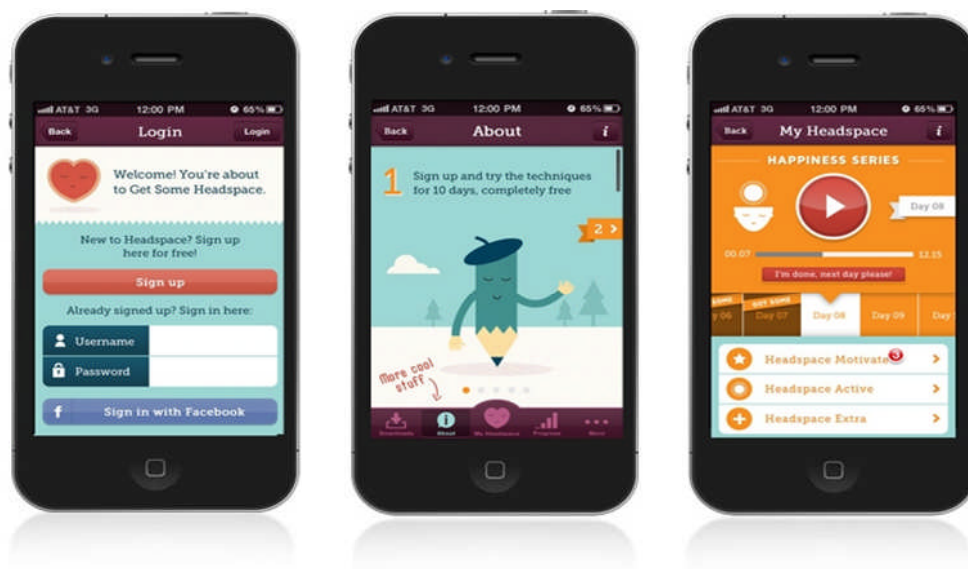 AT&T 3G 12:00 PM 65%
Back Login Login
Welcome! You're about
to Get Some Headspace.
New to Headspace? Sign up
here for free!
Sign up
Already signed up? Sign in here:
Username
Password
f Sign in with Facebook
AT&T 3G 12:00 PM 65%
Back About i
1 Sign up and try the techniques
for 10 days, completely free
2 >
More cool
stuff
Downloads About My Headspace Progress More
AT&T 3G 12:00 PM 65%
Back My Headspace i
HAPPINESS SERIES
Day 08
00.07 12.15
I'm done, next day please!
SOME GOT SOME
y 06 Day 07 Day 08 Day 09 Day
Headspace Motivate 3 >
Headspace Active >
Headspace Extra >